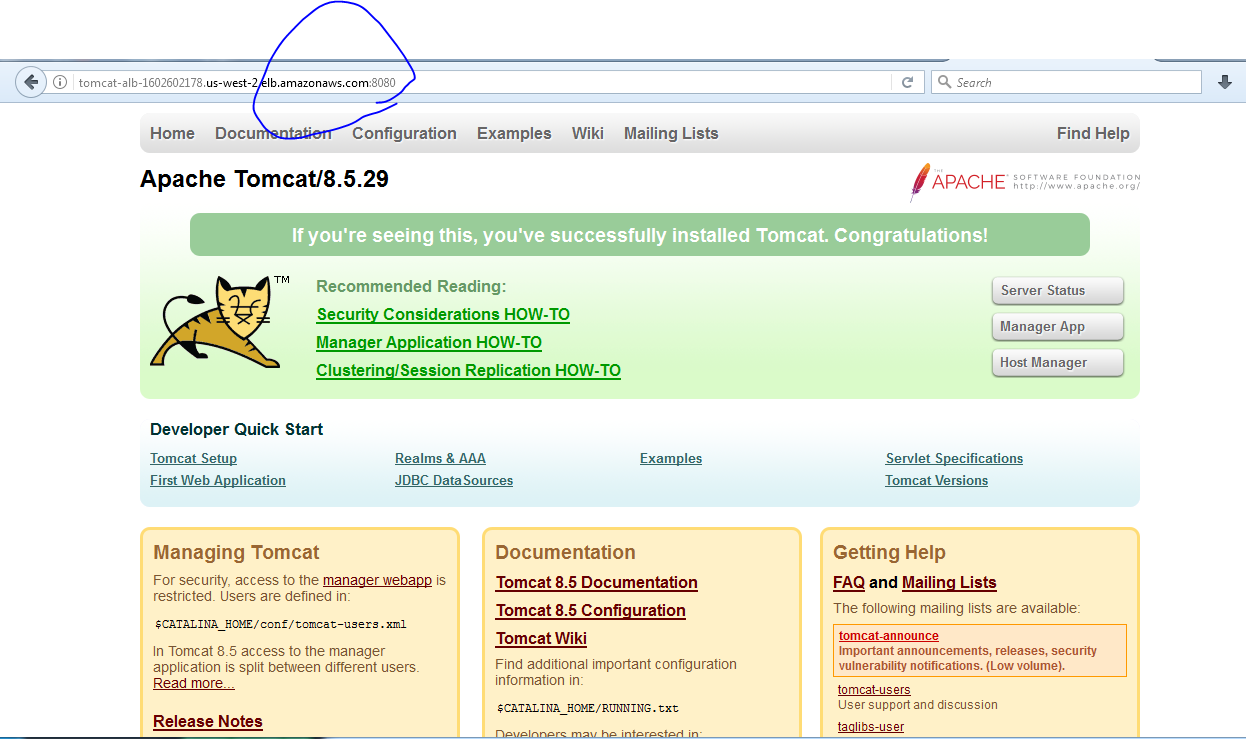 tomcat-alb-1602602178.us-west-2.elb.amazonaws.com:8080
Search
Home Documentation Configuration Examples Wiki Mailing Lists Find Help
Apache Tomcat/8.5.29
THE APACHE SOFTWARE FOUNDATION
http://www.apache.org/
If you're seeing this, you've successfully installed Tomcat. Congratulations!
TM
Recommended Reading:
Security Considerations HOW-TO
Manager Application HOW-TO
Clustering/Session Replication HOW-TO
Server Status
Manager App
Host Manager
Developer Quick Start
Tomcat Setup
First Web Application
Realms & AAA
JDBC DataSources
Examples
Servlet Specifications
Tomcat Versions
Managing Tomcat
For security, access to the manager webapp is
restricted. Users are defined in:
$CATALINA_HOME/conf/tomcat-users.xml
In Tomcat 8.5 access to the manager
application is split between different users.
Read more...
Release Notes
Documentation
Tomcat 8.5 Documentation
Tomcat 8.5 Configuration
Tomcat Wiki
Find additional important configuration
information in:
$CATALINA_HOME/RUNNING.txt
Developers may be interested in:
Getting Help
FAQ and Mailing Lists
The following mailing lists are available:
tomcat-announce
Important announcements, releases, security
vulnerability notifications. (Low volume).
tomcat-users
User support and discussion
taglibs-user